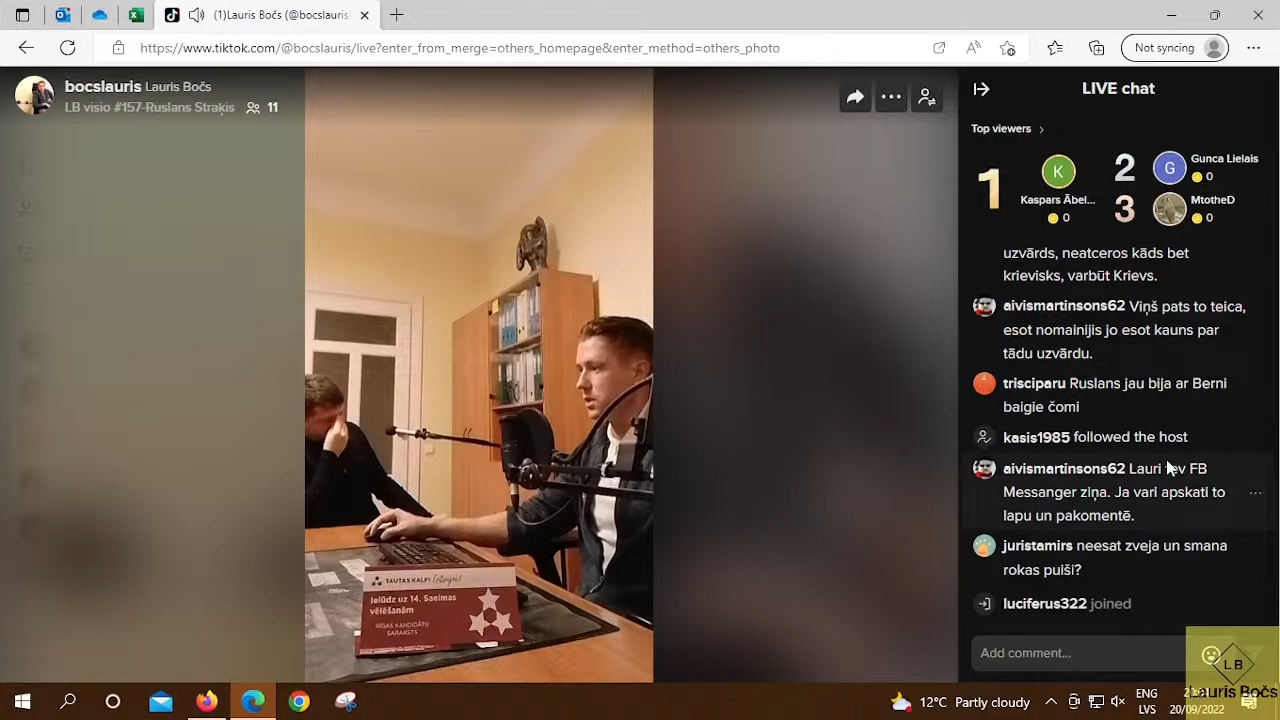 (1)Lauris Bočs (@bocslauris
https://www.tiktok.com/@bocslauris/live?enter_from_merge=others_homepage&enter_method=others_photo
Not syncing
bocslauris Lauris Bočs
LB visio #157-Ruslans Straķis 11
LIVE chat
Top viewers
1 K Kaspars Ābel... 0
2 G Gunca Lielais 0
3 MtotheD 0
uzvārds, neatceros kāds bet
krievisks, varbūt Krievs.
aivismartinsons62 Viņš pats to teica,
esot nomainijis jo esot kauns par
tādu uzvārdu.
trisciparu Ruslans jau bija ar Berni
baigie čomi
kasis1985 followed the host
aivismartinsons62 Lauri tev FB
Messanger ziņa. Ja vari apskati to
lapu un pakomentē.
juristamirs neesat zveja un smana
rokas pulši?
luciferus322 joined
Add comment...
TAUTAS KALPI Latvijai!
Ielūdz uz 14. Saeimas
vēlēšanām
RĪGAS KANDIDĀTU
SARAKSTS
LB
Lauris Bočs
12°C Partly cloudy
ENG
LVS
20/09/2022